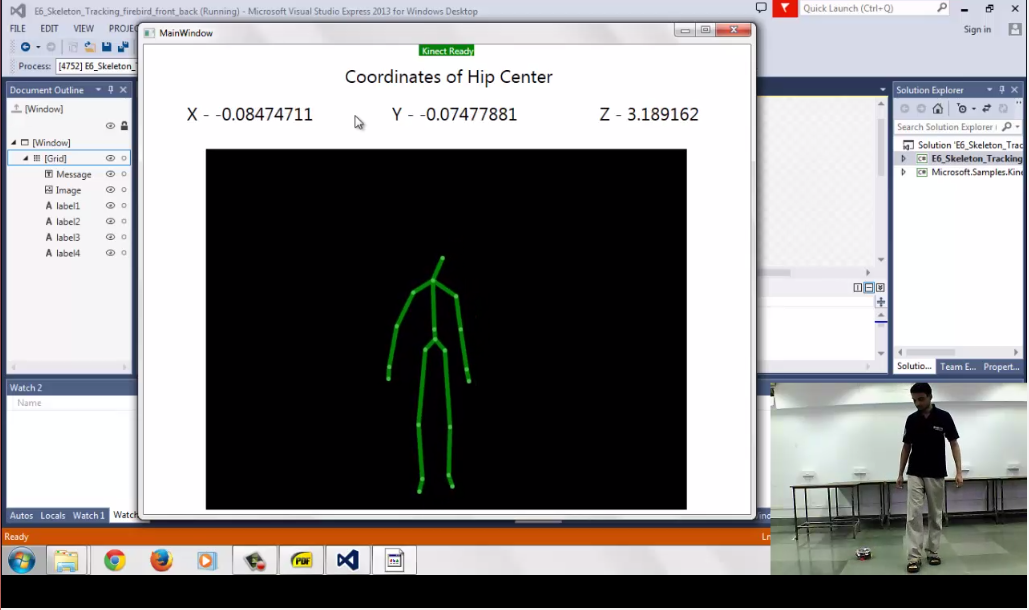 E6_Skeleton_Tracking_firebird_front_back (Running) - Microsoft Visual Studio Express 2013 for Windows Desktop
Quick Launch (Ctrl+Q)
FILE EDIT VIEW PROJEC
Sign in
Process: [4752] E6_Skeleton_
MainWindow
Kinect Ready
Coordinates of Hip Center
X - -0.08474711 Y - -0.07477881 Z - 3.189162
Document Outline
[Window]
[Window]
[Grid]
Message
Image
label1
label2
label3
label4
Solution Explorer
Search Solution Explorer
Solution 'E6_Skeleton_Trac
C# E6_Skeleton_Tracking
C# Microsoft.Samples.Kine
Solutio... Team E... Propert...
Watch 2
Name
Autos Locals Watch 1 Watch
Ready
Ln
PDF